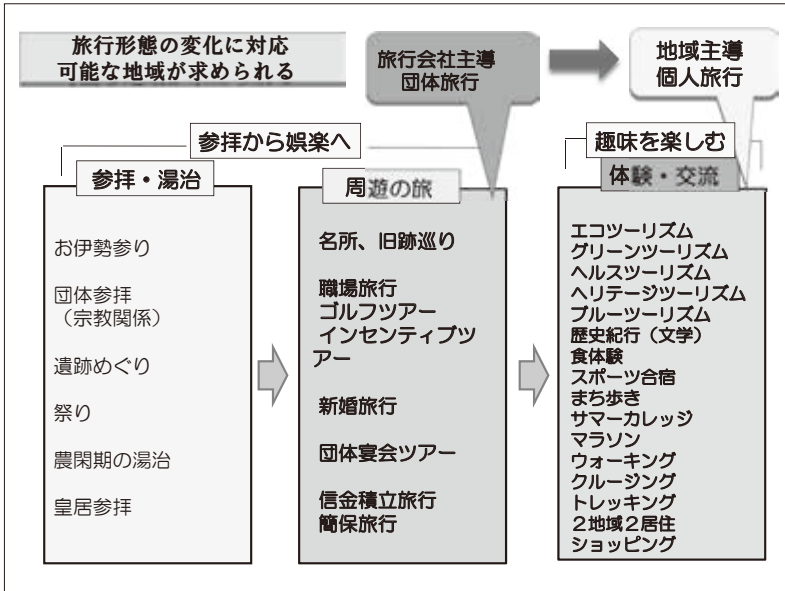 旅行形態の変化に対応
可能な地域が求められる
旅行会社主導
団体旅行
地域主導
個人旅行
参拝から娯楽へ
趣味を楽しむ
参拝・湯治
お伊勢参り
団体参拝
（宗教関係）
遺跡めぐり
祭り
農閑期の湯治
皇居参拝
周遊の旅
名所、旧跡巡り
職場旅行
ゴルフツアー
インセンティブツ
アー
新婚旅行
団体宴会ツアー
信金積立旅行
簡保旅行
体験・交流
エコツーリズム
グリーンツーリズム
ヘルスツーリズム
ヘリテージツーリズム
ブルーツーリズム
歴史紀行（文学）
食体験
スポーツ合宿
まち歩き
サマーカレッジ
マラソン
ウォーキング
クルージング
トレッキング
２地域２居住
ショッピング